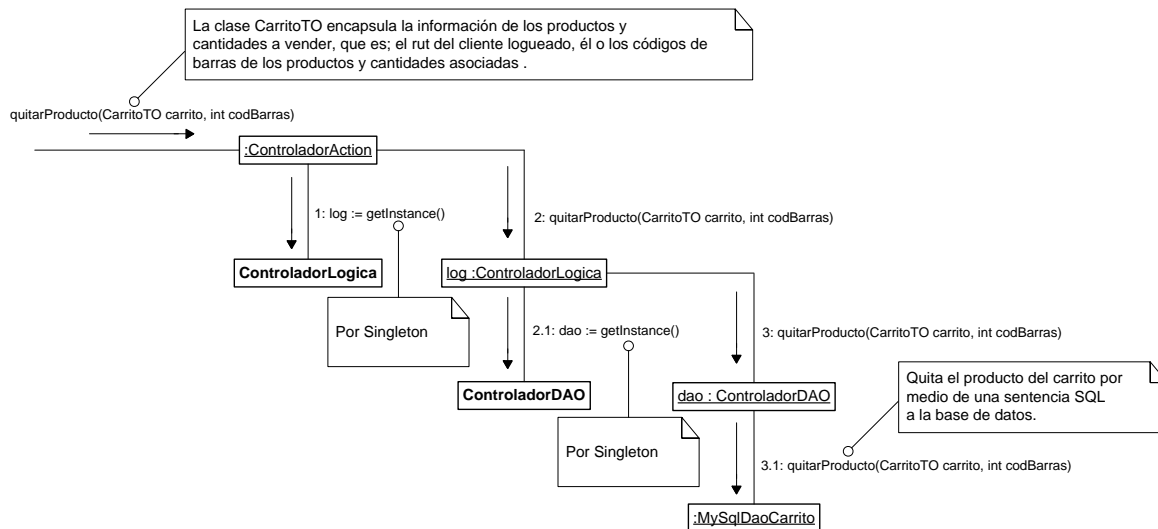 La clase CarritoTO encapsula la información de los productos y
cantidades a vender, que es; el rut del cliente logueado, él o los códigos de
barras de los productos y cantidades asociadas .
quitarProducto(CarritoTO carrito, int codBarras)
:ControladorAction
1: log := getInstance()
2: quitarProducto(CarritoTO carrito, int codBarras)
ControladorLogica
log :ControladorLogica
Por Singleton
2.1: dao := getInstance()
3: quitarProducto(CarritoTO carrito, int codBarras)
ControladorDAO
dao : ControladorDAO
Quita el producto del carrito por
medio de una sentencia SQL
a la base de datos.
Por Singleton
3.1: quitarProducto(CarritoTO carrito, int codBarras)
:MySqlDaoCarrito